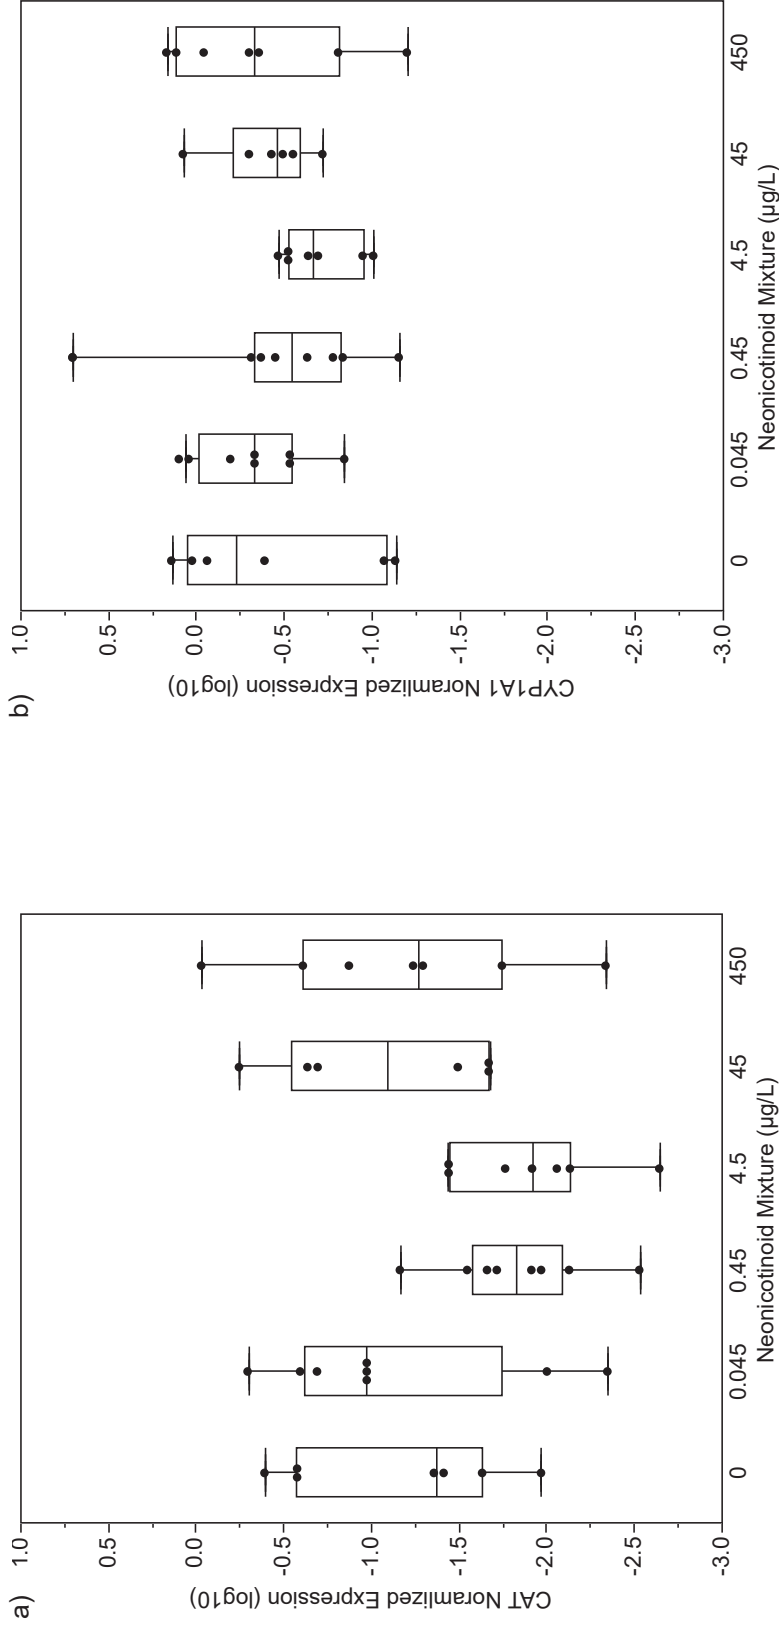 a)
CAT Noramlized Expression (log10)
1.0
0.5
0.0
-0.5
-1.0
-1.5
-2.0
-2.5
-3.0
0 0.045 0.45 4.5 45 450
Neonicotinoid Mixture (µg/L)
b)
CYP1A1 Noramlized Expression (log10)
1.0
0.5
0.0
-0.5
-1.0
-1.5
-2.0
-2.5
-3.0
0 0.045 0.45 4.5 45 450
Neonicotinoid Mixture (µg/L)